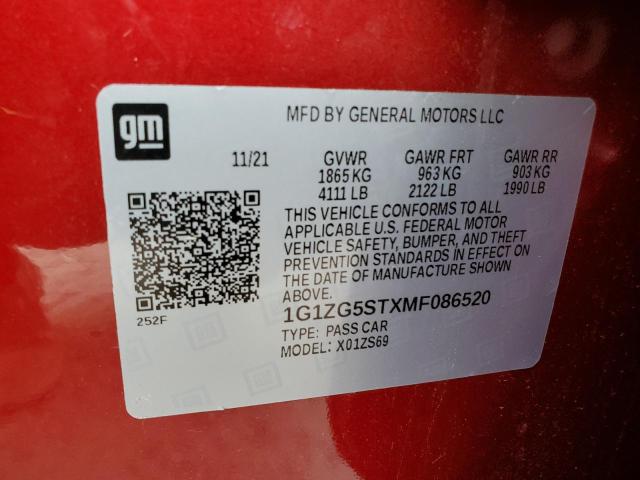 gm
MFD BY GENERAL MOTORS LLC
11/21 GVWR GAWR FRT GAWR RR
1865 KG 963 KG 903 KG
4111 LB 2122 LB 1990 LB
THIS VEHICLE CONFORMS TO ALL
APPLICABLE U.S. FEDERAL MOTOR
VEHICLE SAFETY, BUMPER, AND THEFT
PREVENTION STANDARDS IN EFFECT ON
THE DATE OF MANUFACTURE SHOWN
ABOVE.
252F
1G1ZG5STXMF086520
TYPE: PASS CAR
MODEL: X01ZS69